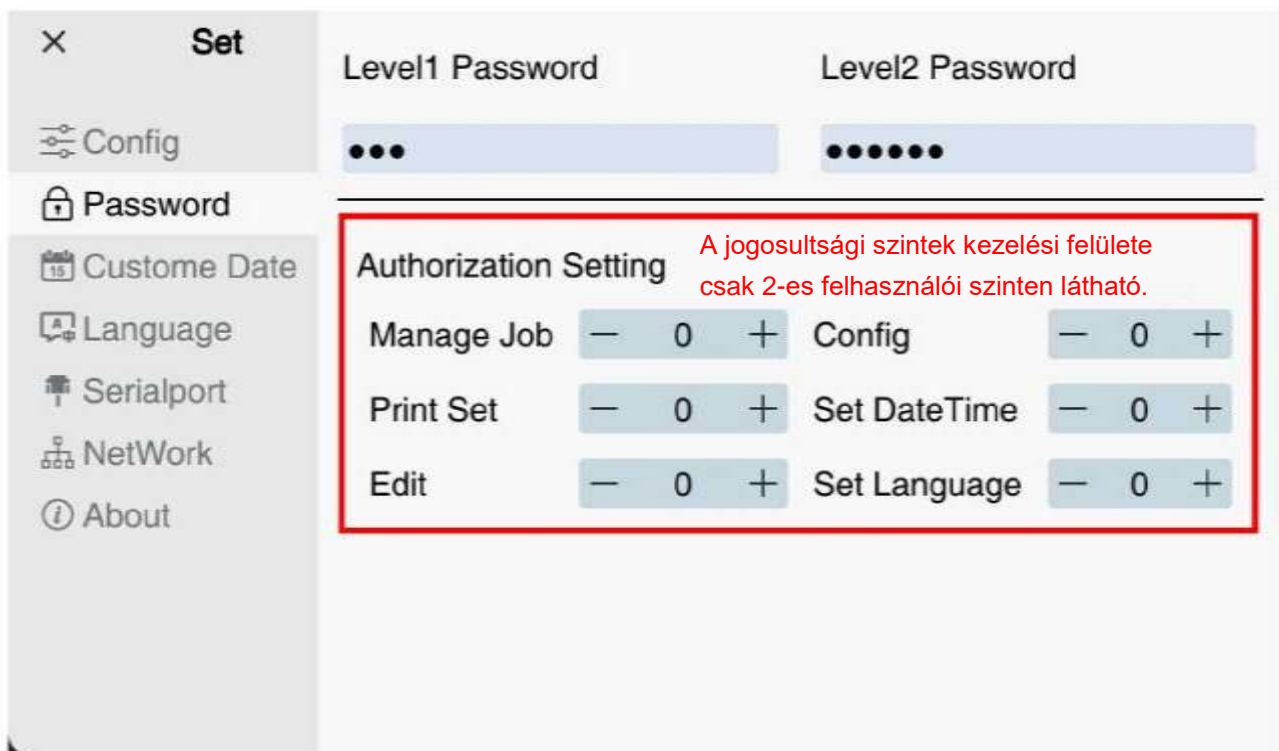 × Set
Config
Password
Custome Date
Language
Serialport
NetWork
About
Level1 Password Level2 Password
••• ••••••
Authorization Setting
A jogosultsági szintek kezelési felülete
csak 2-es felhasználói szinten látható.
Manage Job — 0 + Config — 0 +
Print Set — 0 + Set DateTime — 0 +
Edit — 0 + Set Language — 0 +